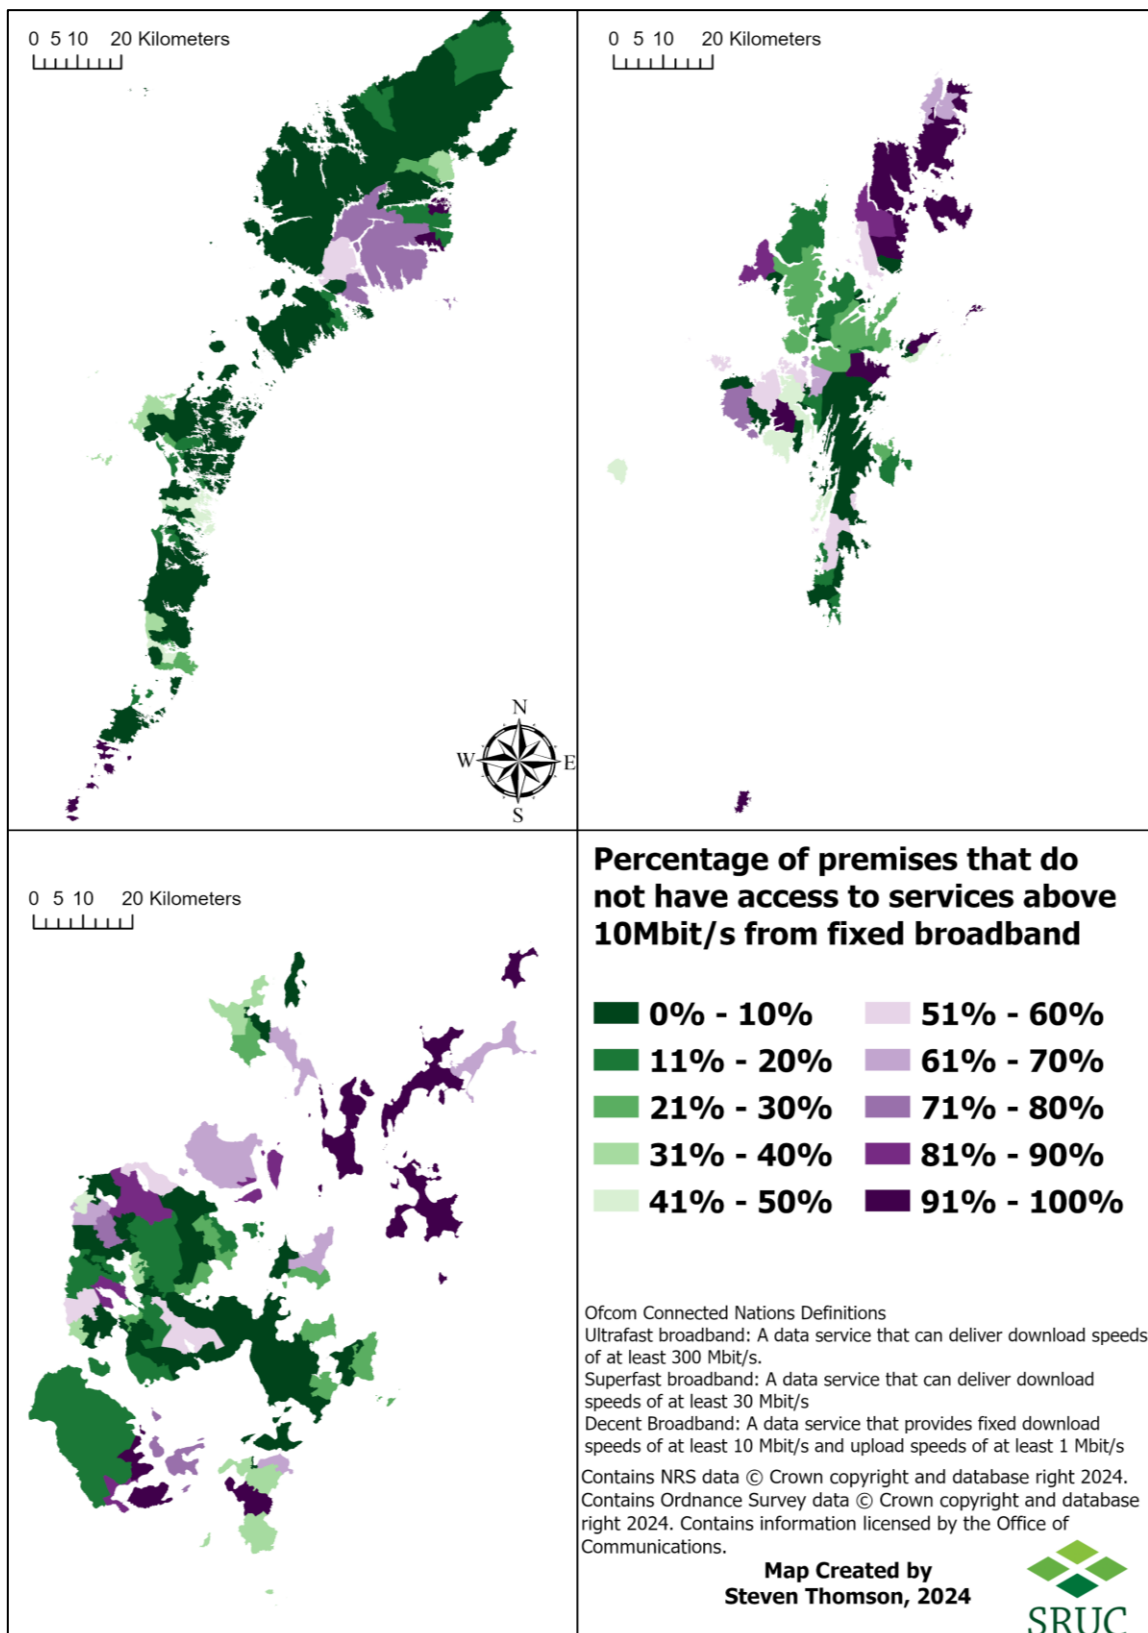 0 5 10 20 Kilometers
0 5 10 20 Kilometers
N
W E
S
0 5 10 20 Kilometers
Percentage of premises that do
not have access to services above
10Mbit/s from fixed broadband
0% - 10%
11% - 20%
21% - 30%
31% - 40%
41% - 50%
51% - 60%
61% - 70%
71% - 80%
81% - 90%
91% - 100%
Ofcom Connected Nations Definitions
Ultrafast broadband: A data service that can deliver download speeds
of at least 300 Mbit/s.
Superfast broadband: A data service that can deliver download
speeds of at least 30 Mbit/s
Decent Broadband: A data service that provides fixed download
speeds of at least 10 Mbit/s and upload speeds of at least 1 Mbit/s
Contains NRS data © Crown copyright and database right 2024.
Contains Ordnance Survey data © Crown copyright and database
right 2024. Contains information licensed by the Office of
Communications.
Map Created by
Steven Thomson, 2024
SRUC